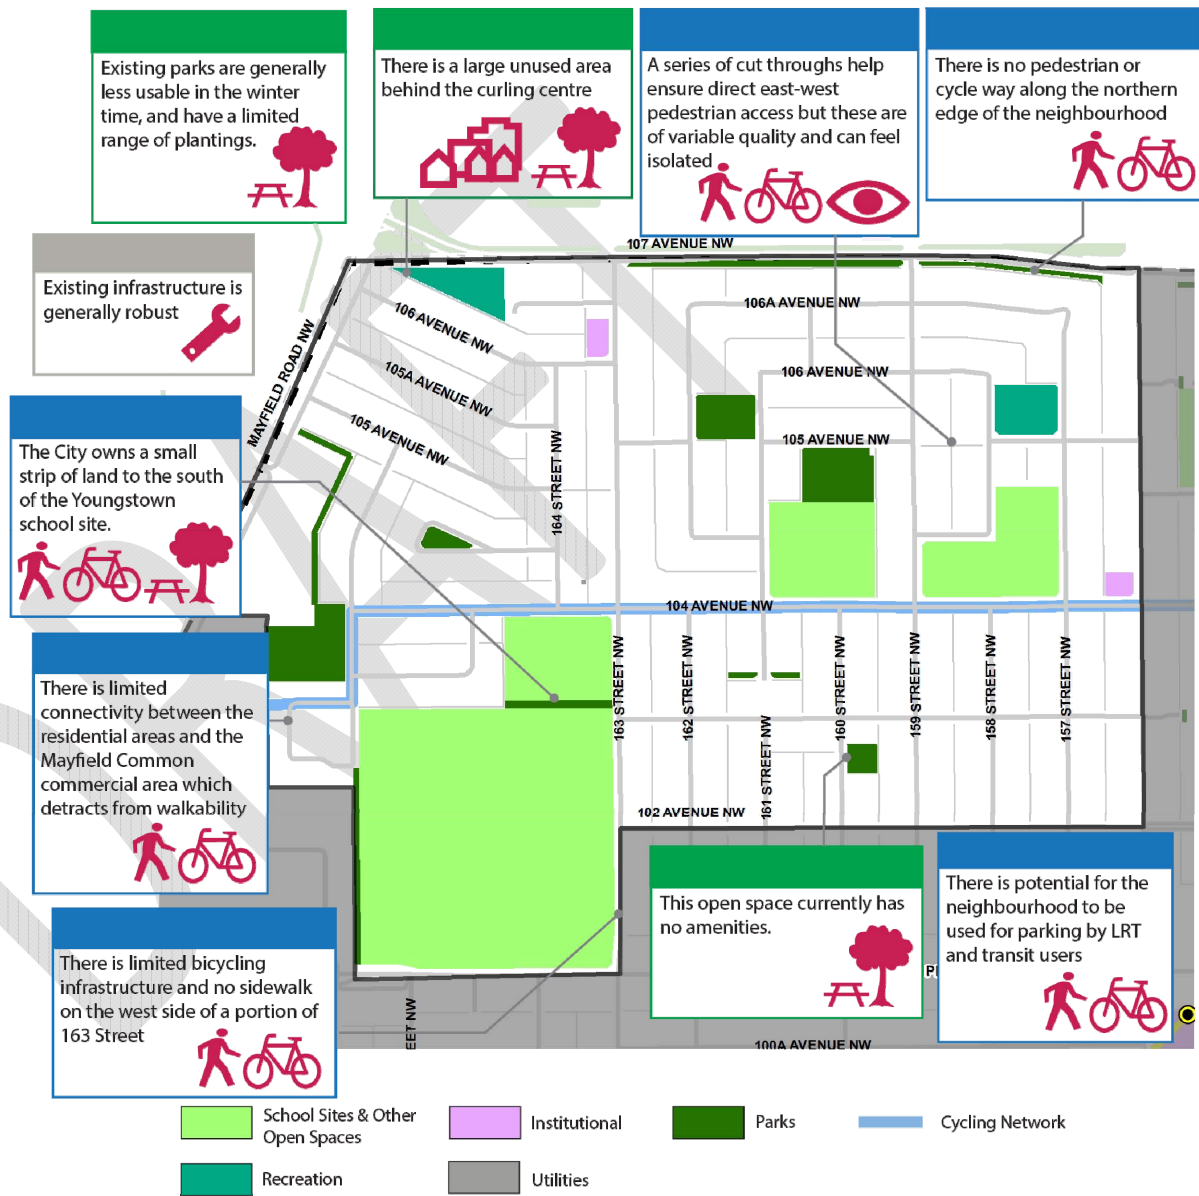 Existing parks are generally
less usable in the winter
time, and have a limited
range of plantings.
There is a large unused area
behind the curling centre
A series of cut throughs help
ensure direct east-west
pedestrian access but these are
of variable quality and can feel
isolated
There is no pedestrian or
cycle way along the northern
edge of the neighbourhood
Existing infrastructure is
generally robust
107 AVENUE NW
106A AVENUE NW
106 AVENUE NW
MAYFIELD ROAD NW
105A AVENUE NW
106 AVENUE NW
105 AVENUE NW
105 AVENUE NW
164 STREET NW
The City owns a small
strip of land to the south
of the Youngstown
school site.
104 AVENUE NW
163 STREET NW
162 STREET NW
161 STREET NW
160 STREET NW
159 STREET NW
158 STREET NW
157 STREET NW
There is limited
connectivity between the
residential areas and the
Mayfield Common
commercial area which
detracts from walkability
102 AVENUE NW
This open space currently has
no amenities.
There is potential for the
neighbourhood to be
used for parking by LRT
and transit users
There is limited bicycling
infrastructure and no sidewalk
on the west side of a portion of
163 Street
EET NW
100A AVENUE NW
DRAFT
School Sites & Other
Open Spaces
Institutional
Parks
Cycling Network
Recreation
Utilities